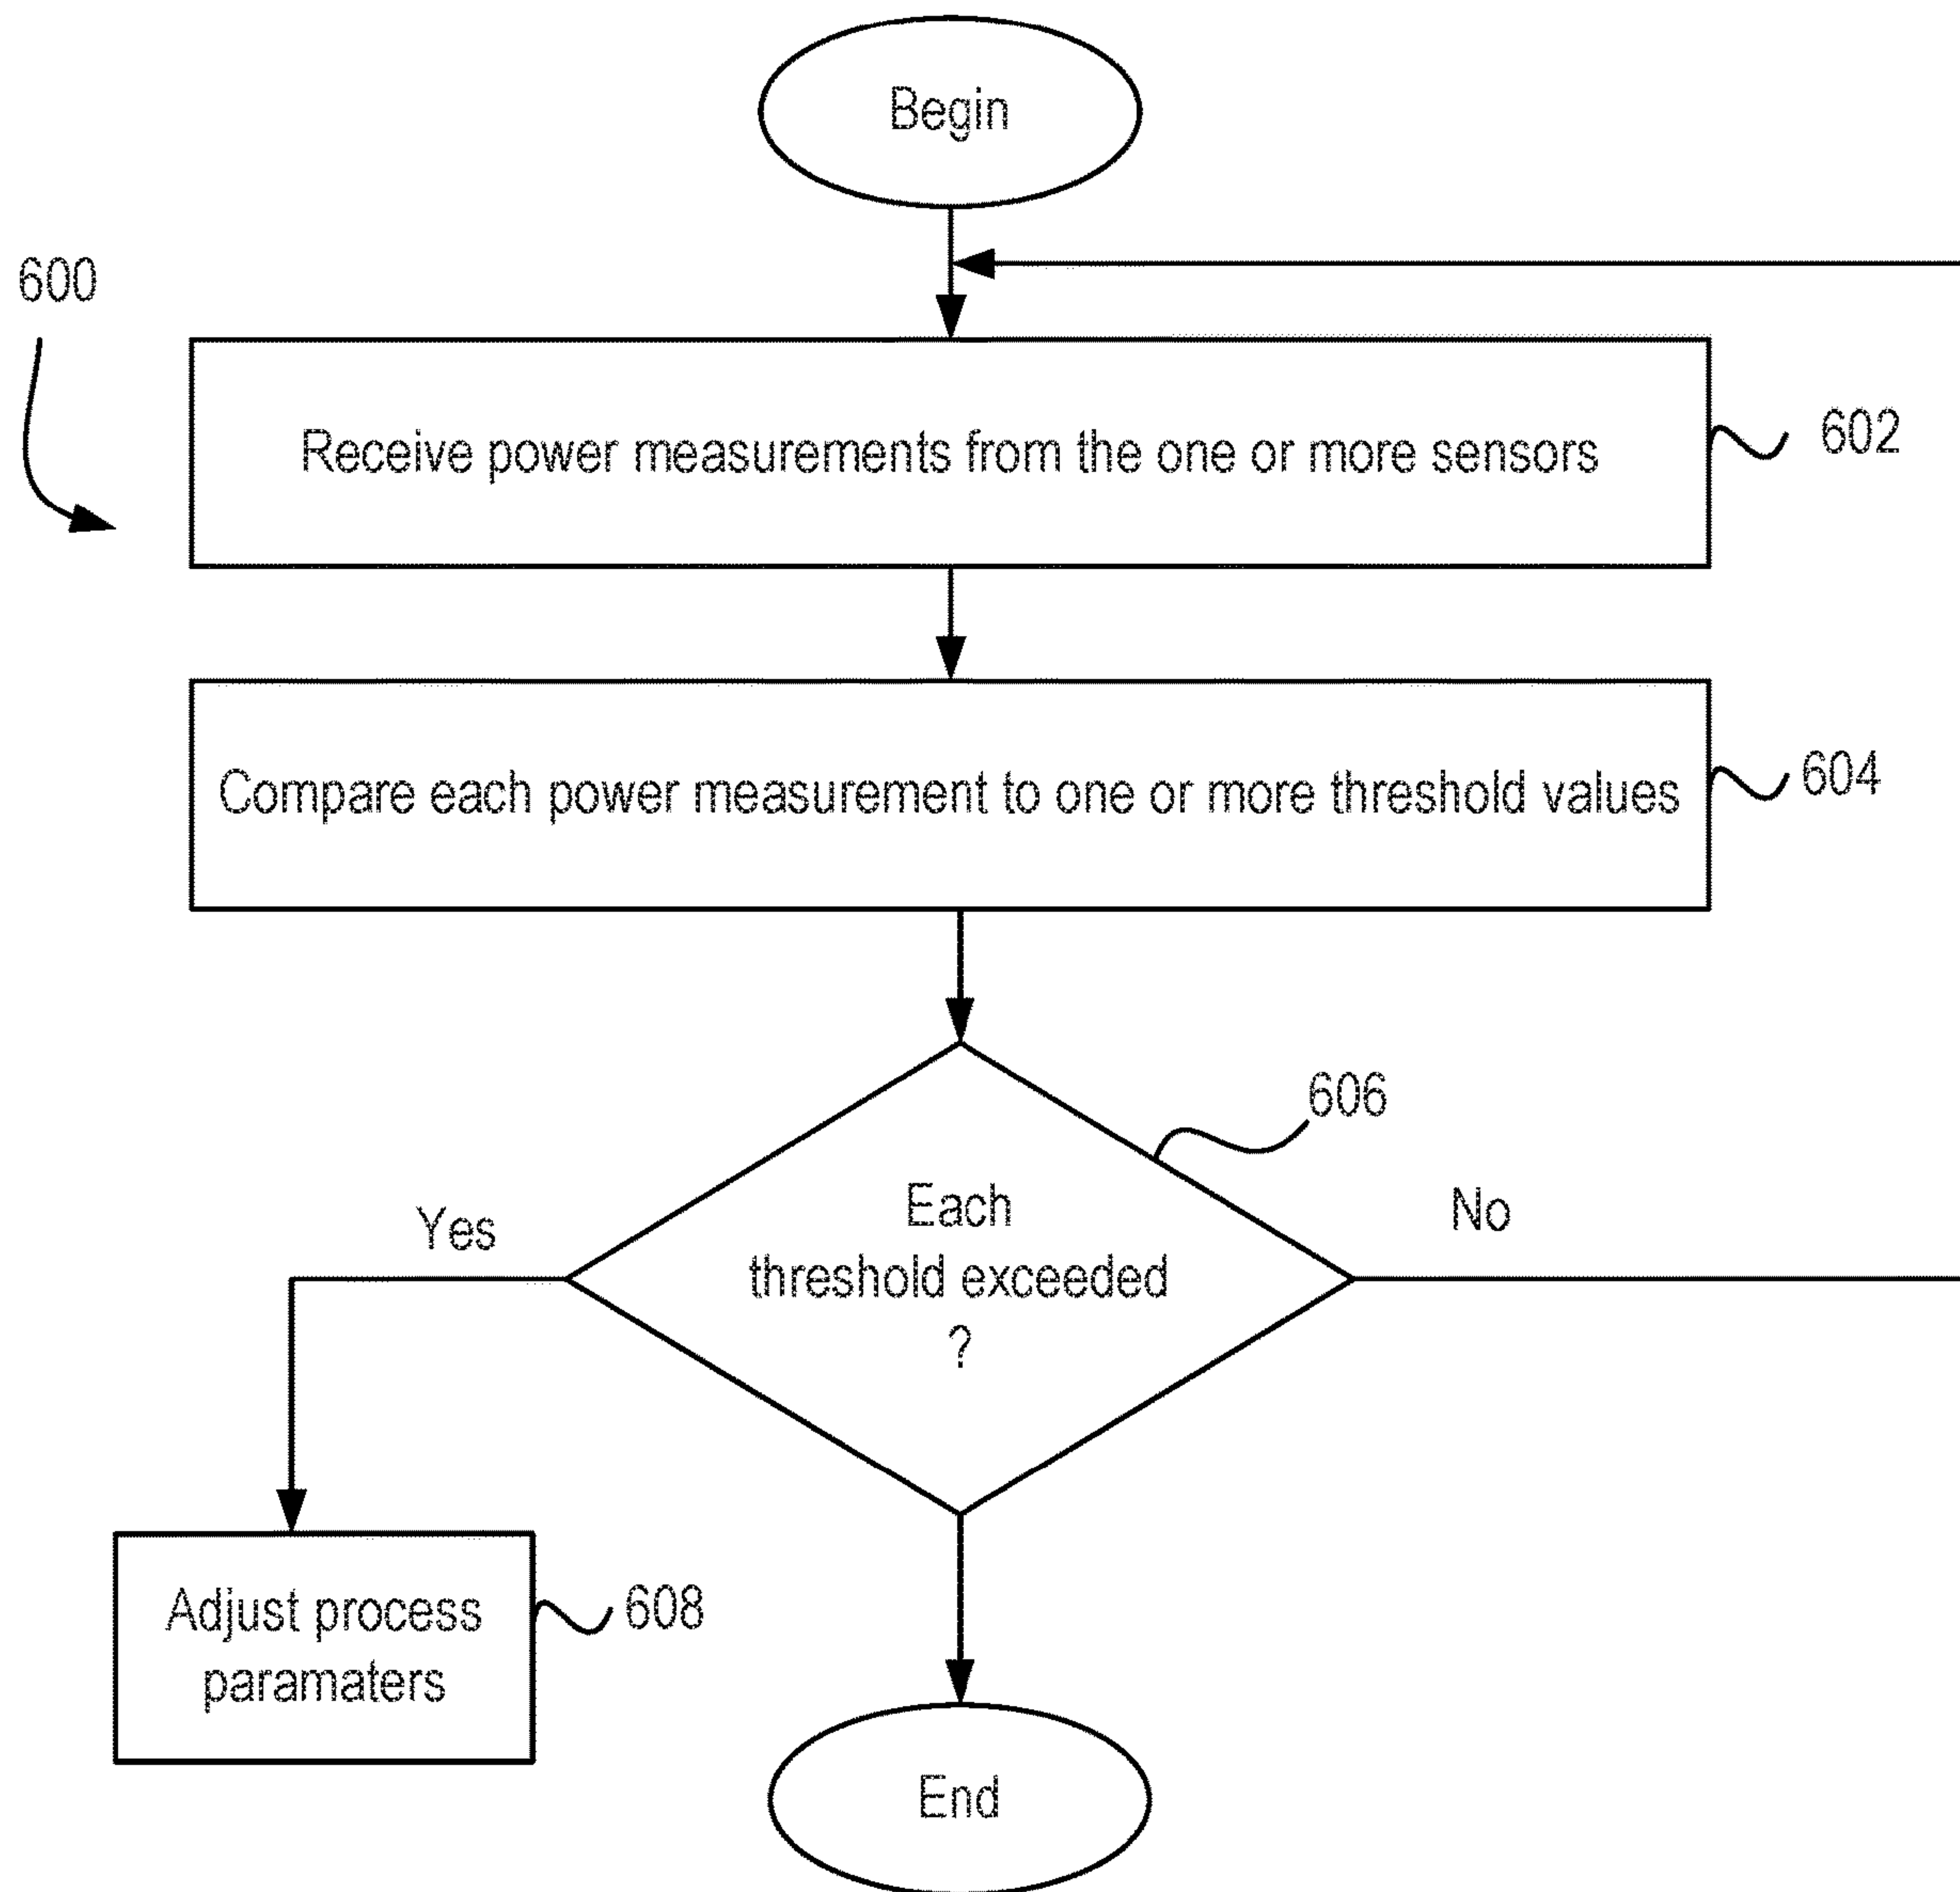 Begin
600
Receive power measurements from the one or more sensors
602
Compare each power measurement to one or more threshold values
604
606
Each
threshold exceeded
?
Yes
No
Adjust process
paramaters
608
End